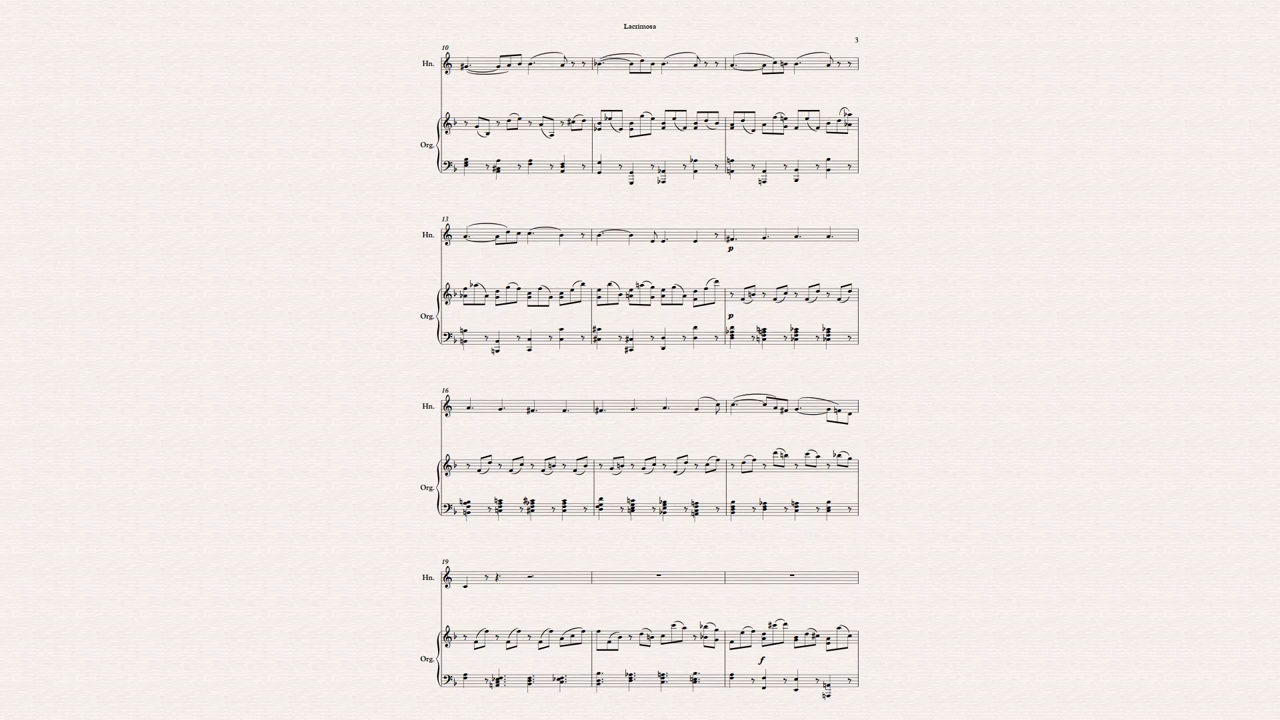 Lacrimosa
3
10
Hn.
Org.
13
Hn.
p
p
Org.
16
Hn.
Org.
19
Hn.
f
Org.